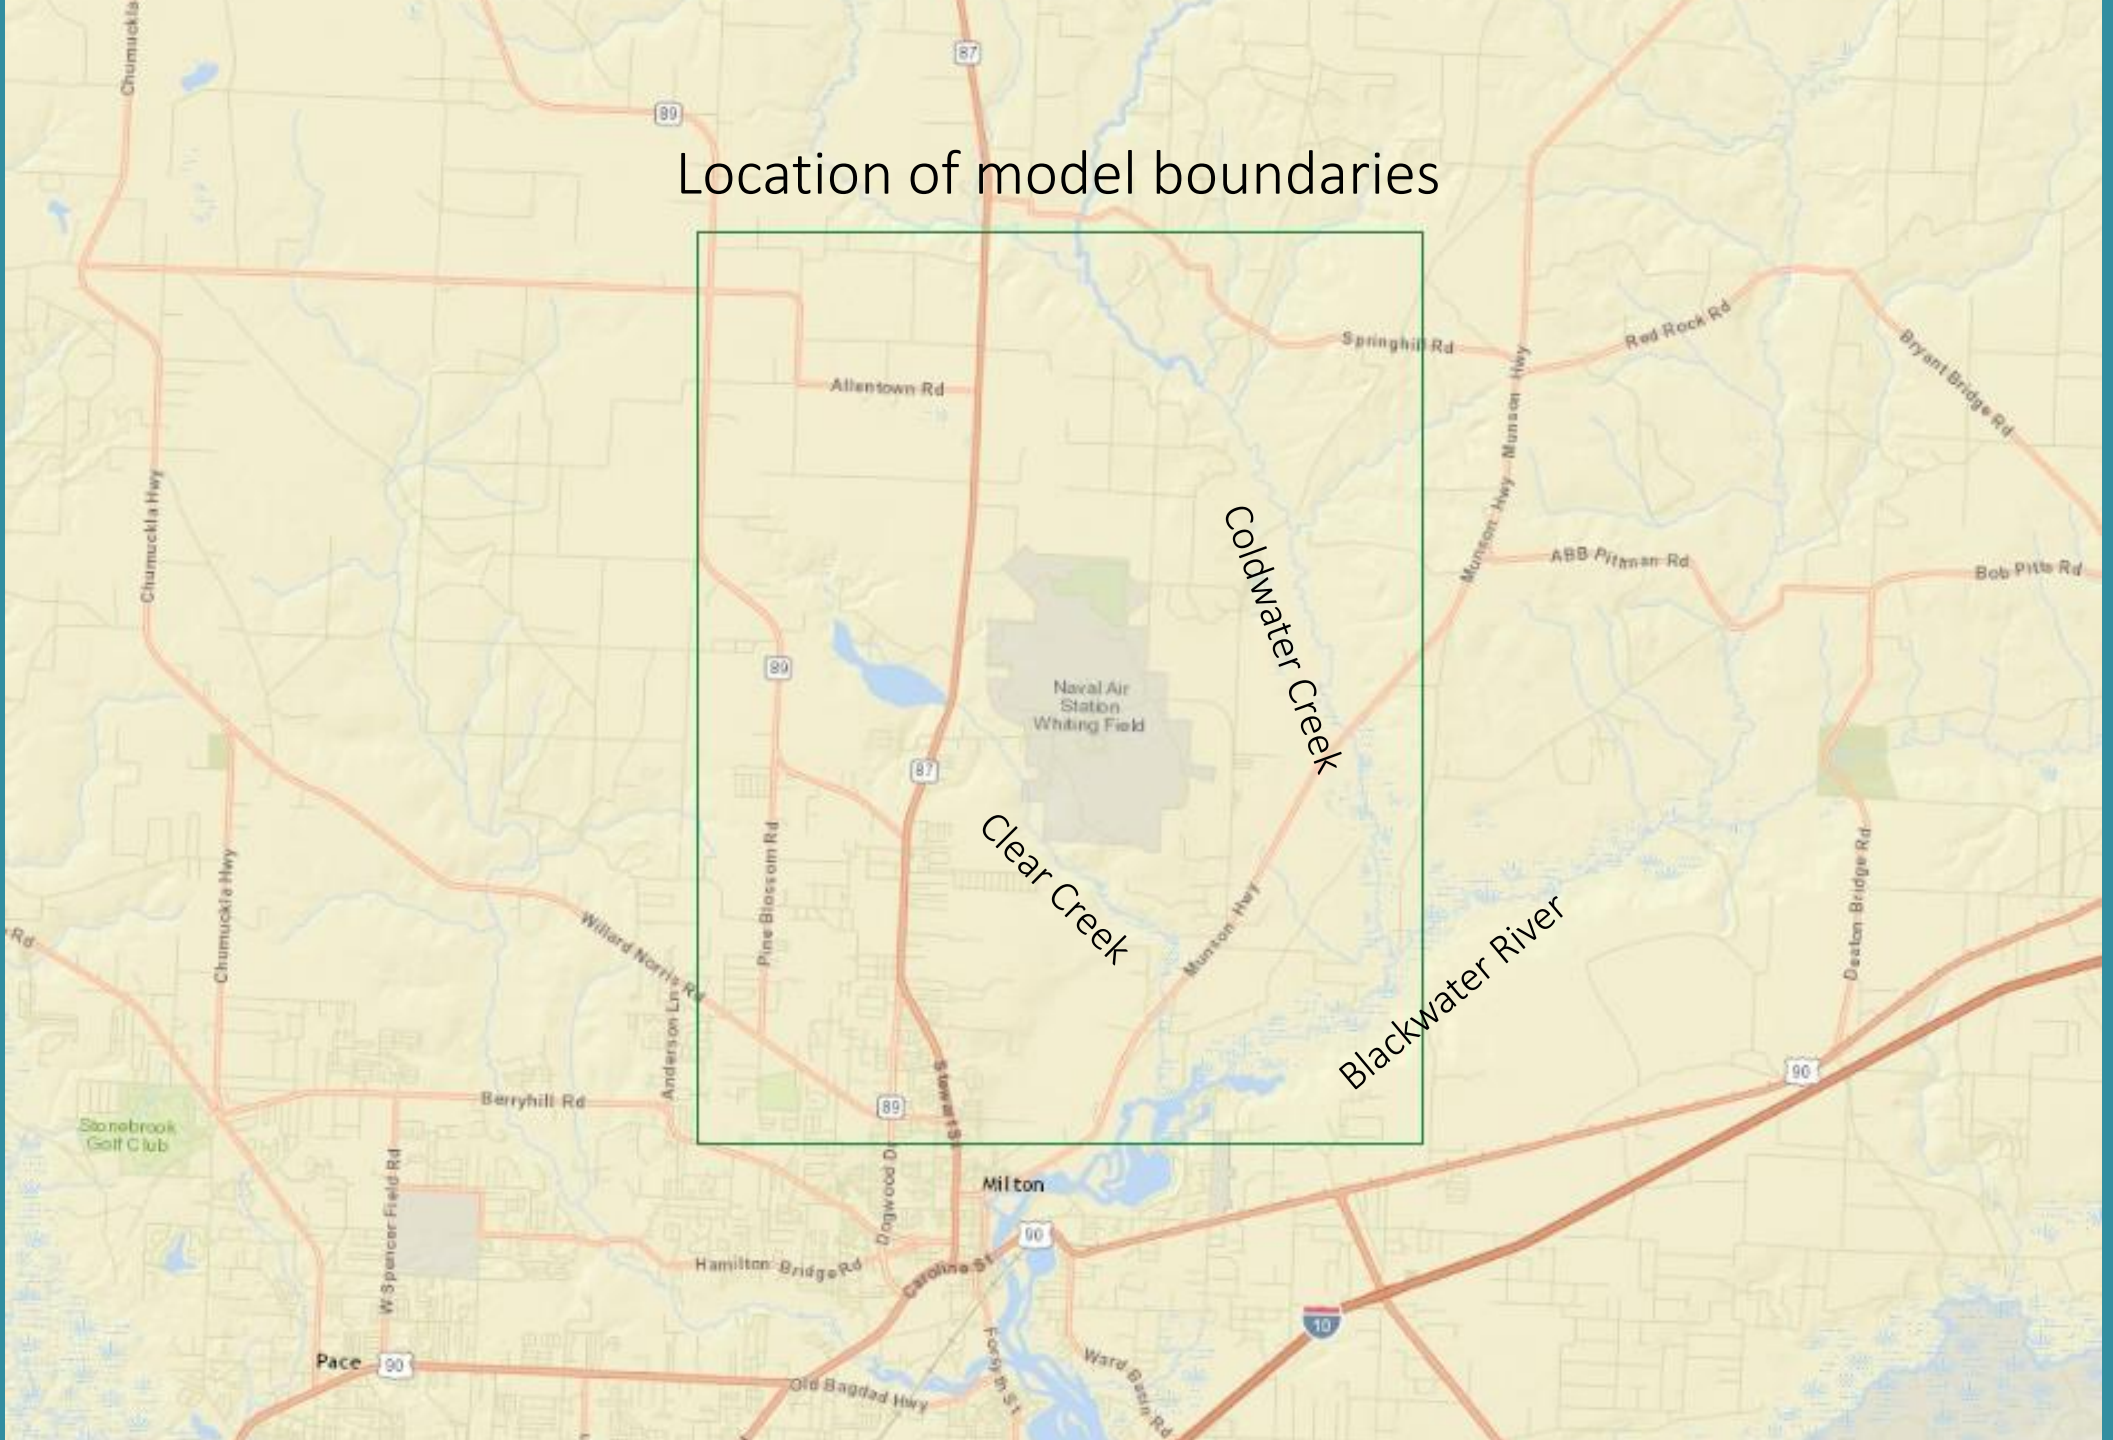 Chumuckla
87
89
Location of model boundaries
Springhill Rd
Red Rock Rd
Bryant Bridge Rd
Allentown Rd
Munson Hwy
Munson Hwy
Chumuckla Hwy
Coldwater Creek
ABB Pittman Rd
Bob Pitts Rd
89
Naval Air
Station
Whiting Field
87
Clear Creek
Pine Blossom Rd
Chumuckla Hwy
Deaton Bridge Rd
Willard Norris Rd
Munson Hwy
Blackwater River
Rd
Anderson Ln
90
Stewart St
Berryhill Rd
89
Stonebrook
Golf Club
W Spencer Field Rd
Dogwood Dr
Milton
90
Hamilton Bridge Rd
Caroline St
10
Forsyth St
Ward Basin Rd
Pace
90
Old Bagdad Hwy